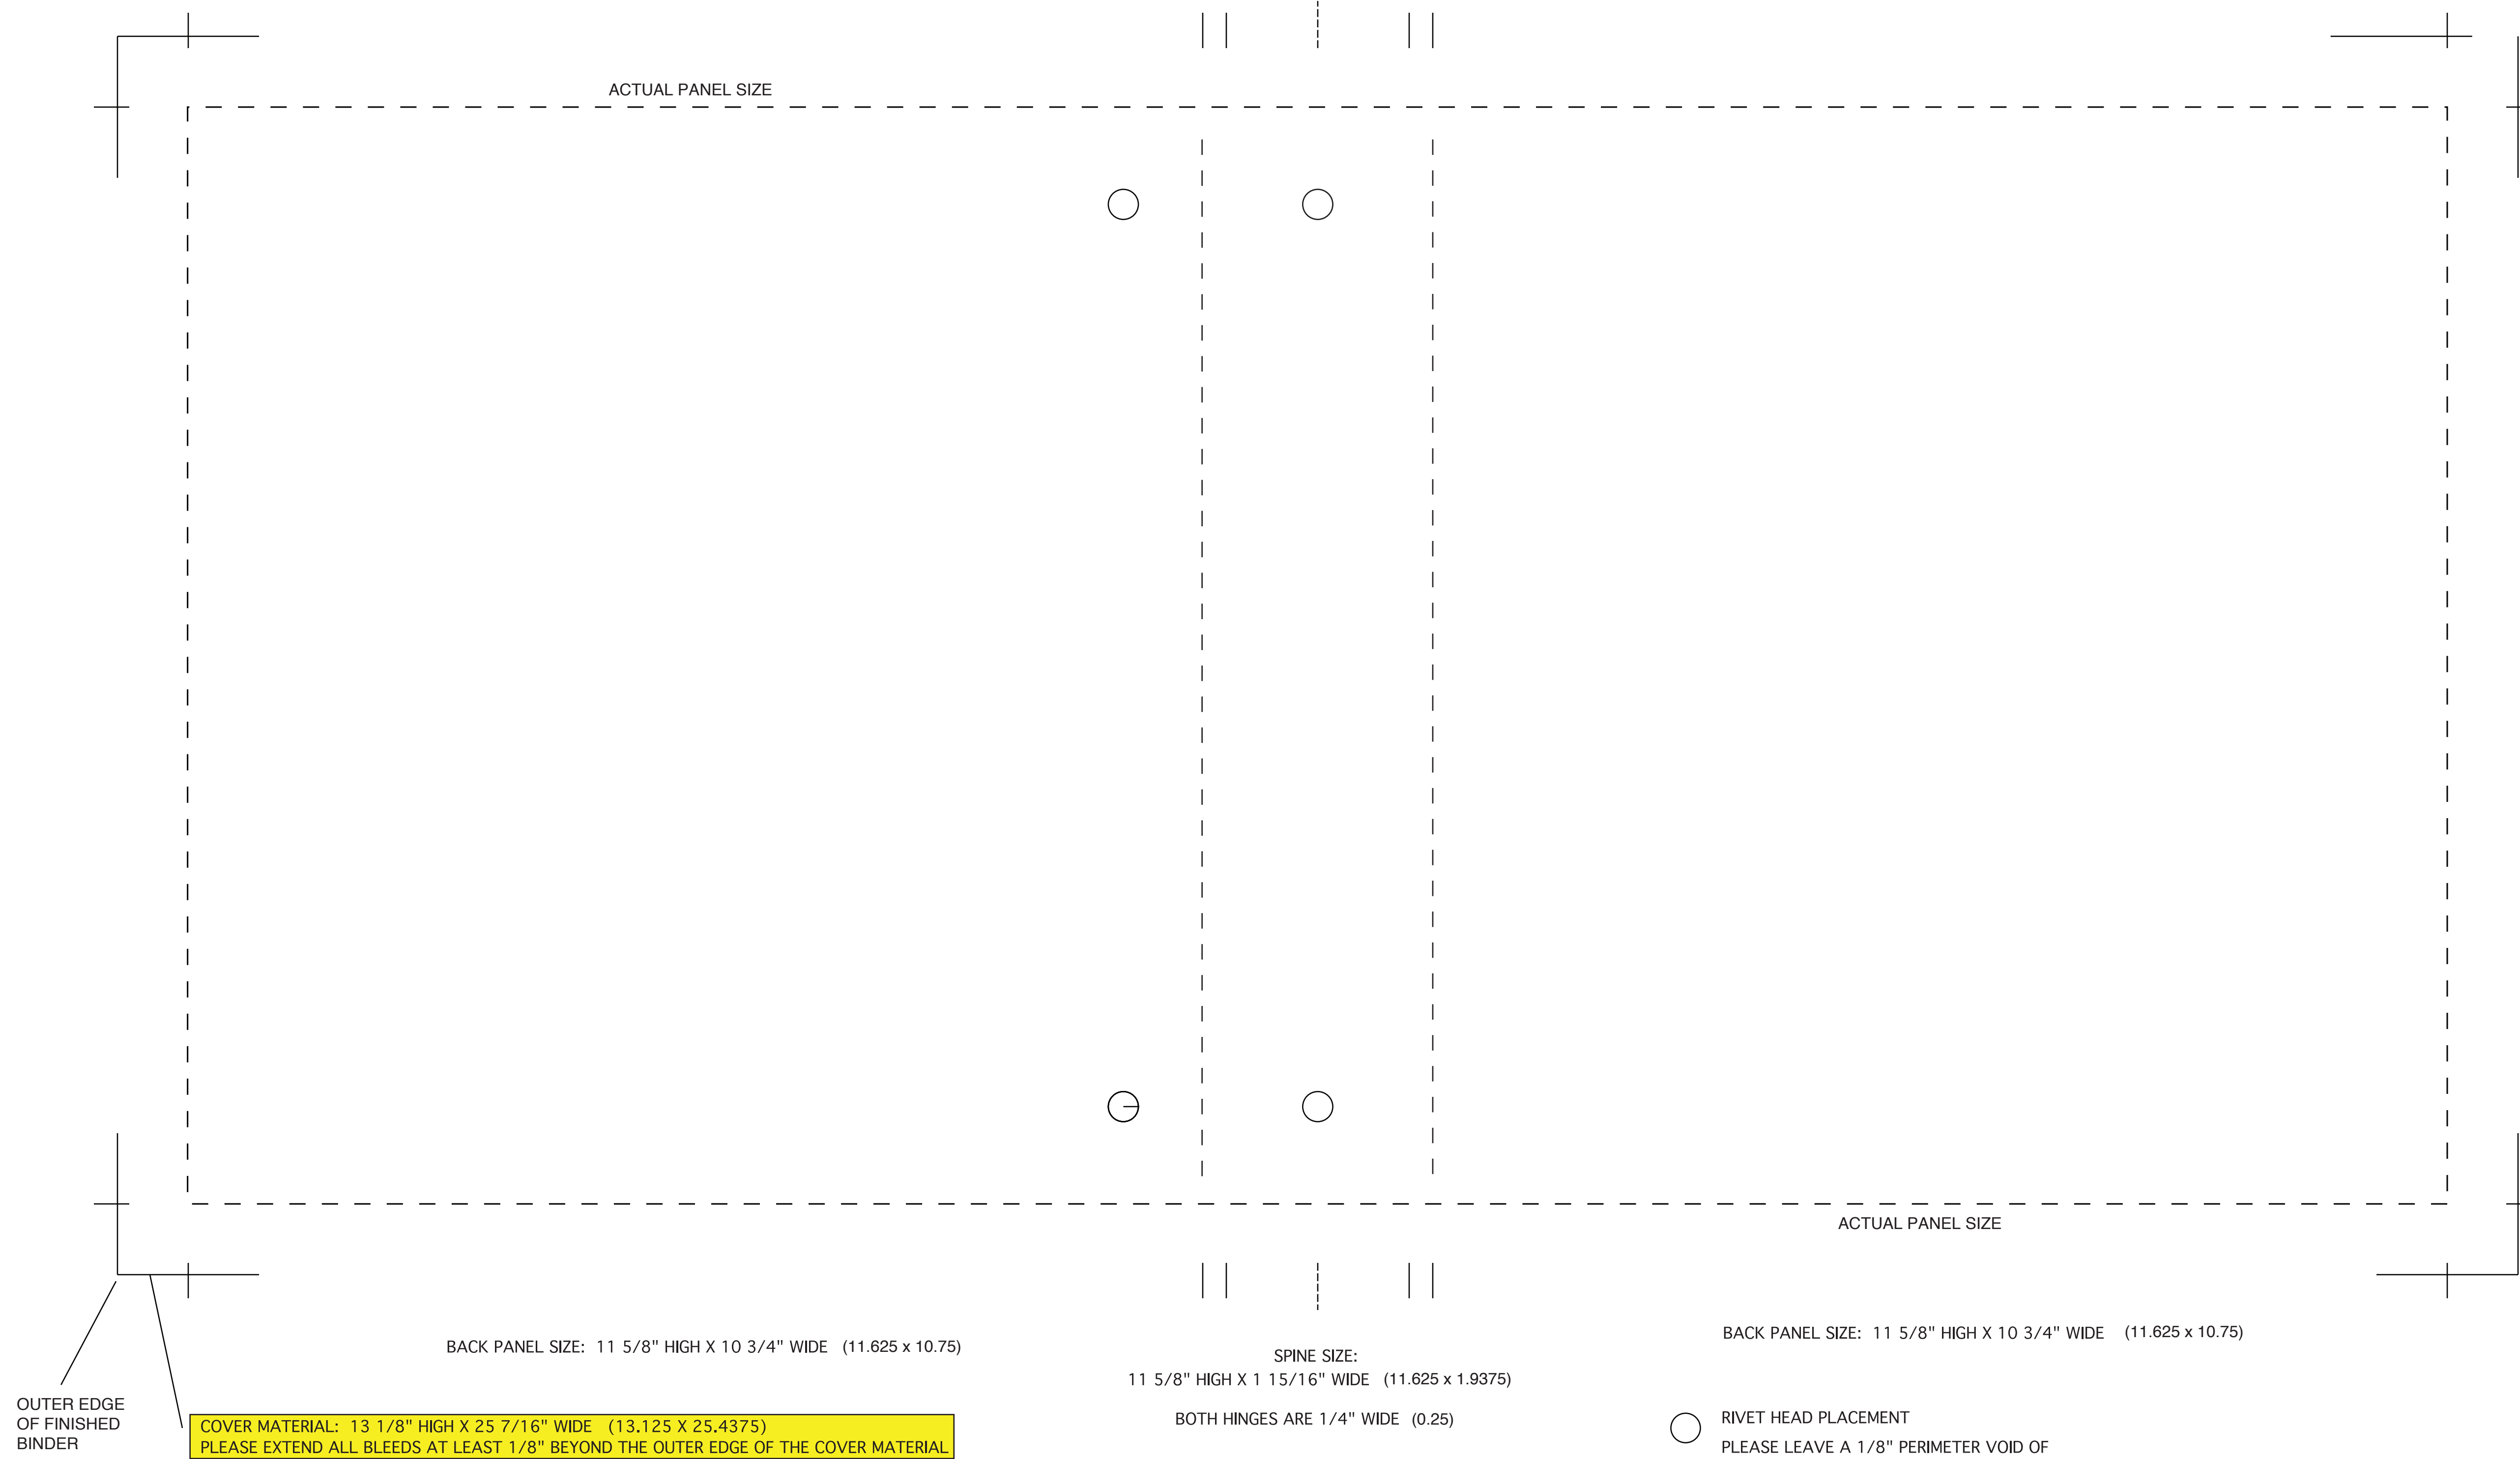 ACTUAL PANEL SIZE
ACTUAL PANEL SIZE
BACK PANEL SIZE: 11 5/8" HIGH X 10 3/4" WIDE (11.625 x 10.75)
SPINE SIZE:
11 5/8" HIGH X 1 15/16" WIDE (11.625 x 1.9375)
BOTH HINGES ARE 1/4" WIDE (0.25)
BACK PANEL SIZE: 11 5/8" HIGH X 10 3/4" WIDE (11.625 x 10.75)
OUTER EDGE
OF FINISHED
BINDER
COVER MATERIAL: 13 1/8" HIGH X 25 7/16" WIDE (13.125 X 25.4375)
PLEASE EXTEND ALL BLEEDS AT LEAST 1/8" BEYOND THE OUTER EDGE OF THE COVER MATERIAL
RIVET HEAD PLACEMENT
PLEASE LEAVE A 1/8" PERIMETER VOID OF